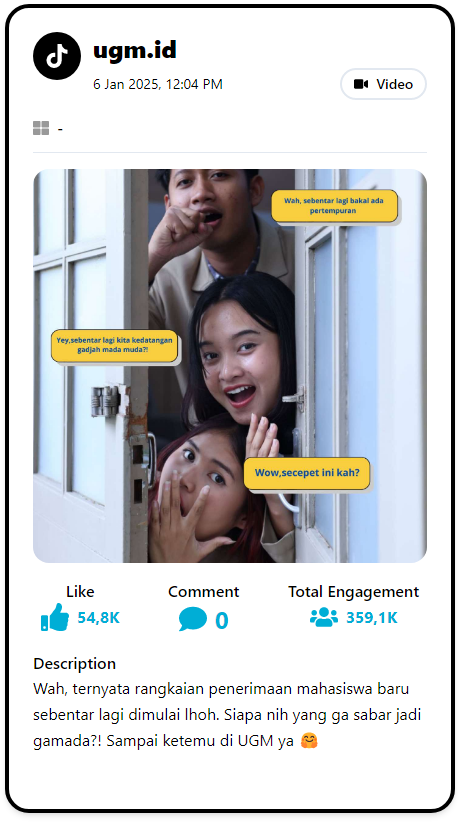 ugm.id
6 Jan 2025, 12:04 PM
Video
-
Wah, sebentar lagi bakal ada
pertempuran
Yey,sebentar lagi kita kedatangan
gadjah mada muda?!
Wow,secepet ini kah?
Like
54,8K
Comment
0
Total Engagement
359,1K
Description
Wah, ternyata rangkaian penerimaan mahasiswa baru
sebentar lagi dimulai lhoh. Siapa nih yang ga sabar jadi
gamada?! Sampai ketemu di UGM ya 🤗